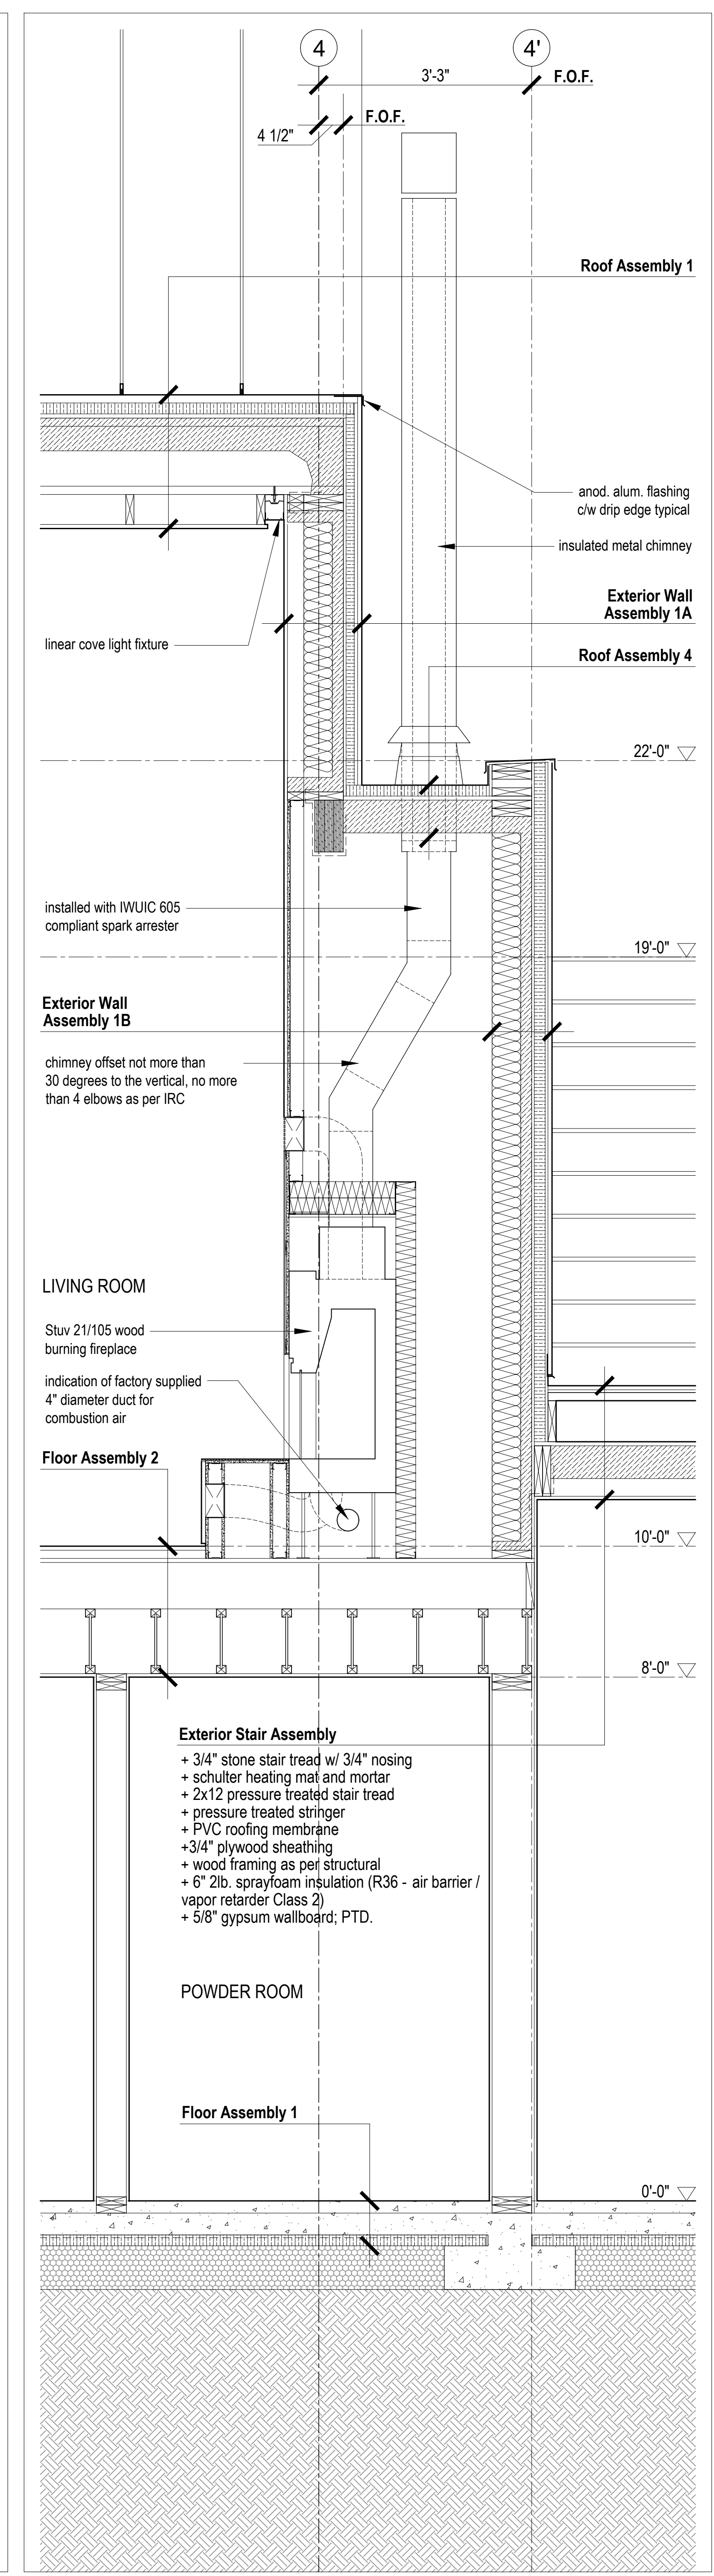 4
4'
3'-3"
F.O.F.
F.O.F.
4 1/2"
Roof Assembly 1
anod. alum. flashing
c/w drip edge typical
insulated metal chimney
Exterior Wall
Assembly 1A
linear cove light fixture
Roof Assembly 4
22'-0"
installed with IWUIC 605
compliant spark arrester
19'-0"
Exterior Wall
Assembly 1B
chimney offset not more than
30 degrees to the vertical, no more
than 4 elbows as per IRC
LIVING ROOM
Stuv 21/105 wood
burning fireplace
indication of factory supplied
4" diameter duct for
combustion air
Floor Assembly 2
10'-0"
8'-0"
Exterior Stair Assembly
+ 3/4" stone stair tread w/ 3/4" nosing
+ schulter heating mat and mortar
+ 2x12 pressure treated stair tread
+ pressure treated stringer
+ PVC roofing membrane
+3/4" plywood sheathing
+ wood framing as per structural
+ 6" 2lb. sprayfoam insulation (R36 - air barrier /
vapor retarder Class 2)
+ 5/8" gypsum wallboard; PTD.
POWDER ROOM
Floor Assembly 1
0'-0"